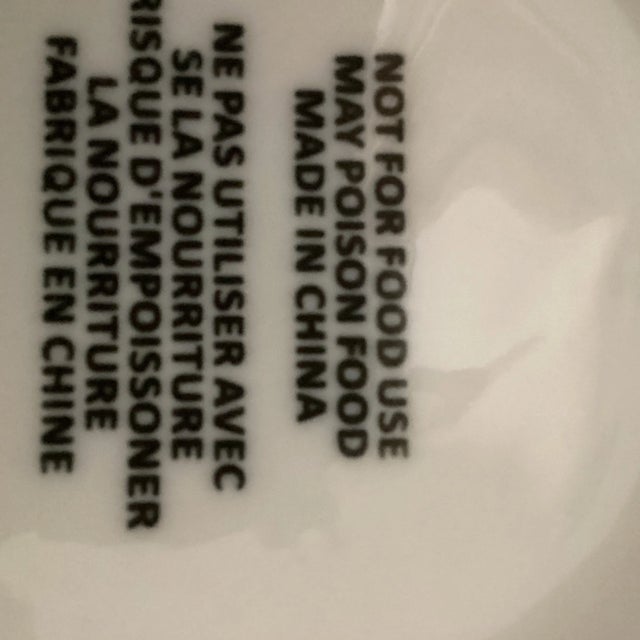 NOT FOR FOOD USE
MAY POISON FOOD
MADE IN CHINA
NE PAS UTILISER AVEC
SE LA NOURRITURE
RISQUE D'EMPOISSONER
LA NOURRITURE
FABRIQUE EN CHINE